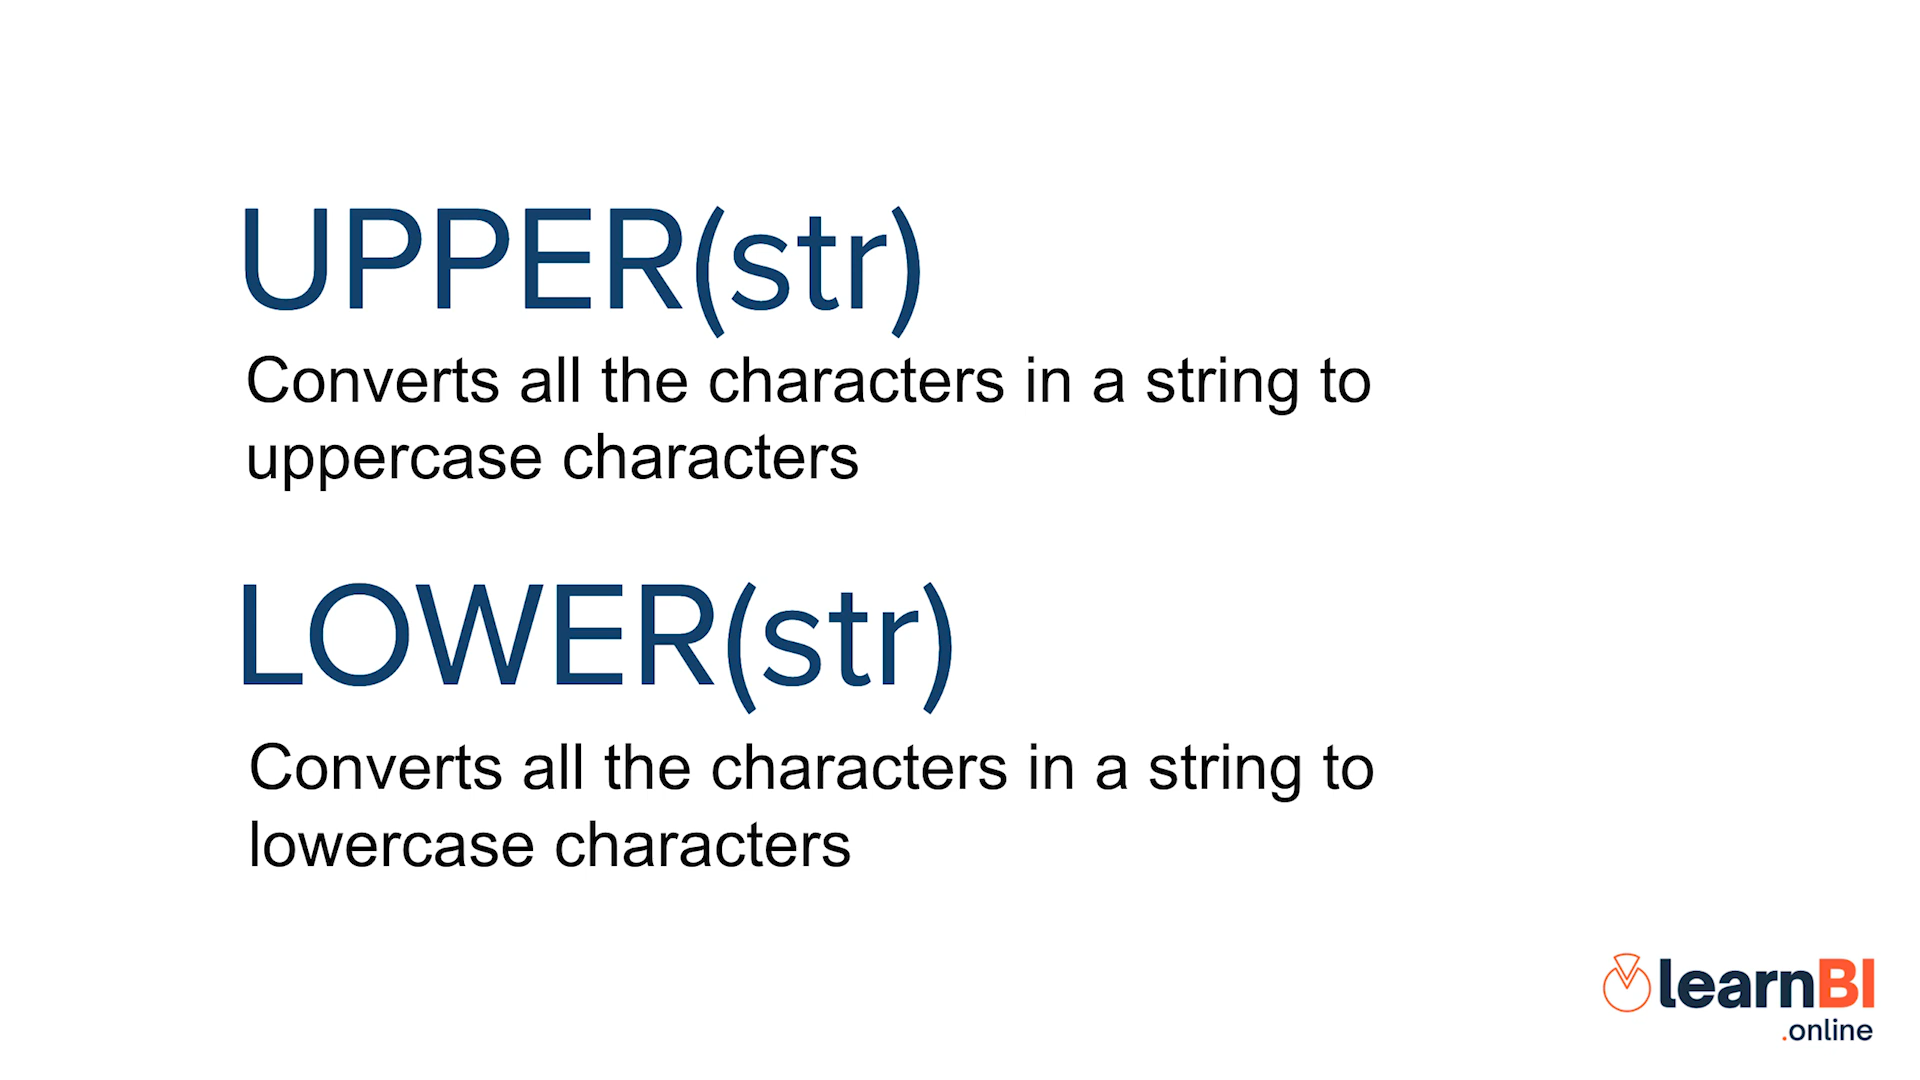 UPPER(str)
Converts all the characters in a string to
uppercase characters
LOWER(str)
Converts all the characters in a string to
lowercase characters
learnBI
.online